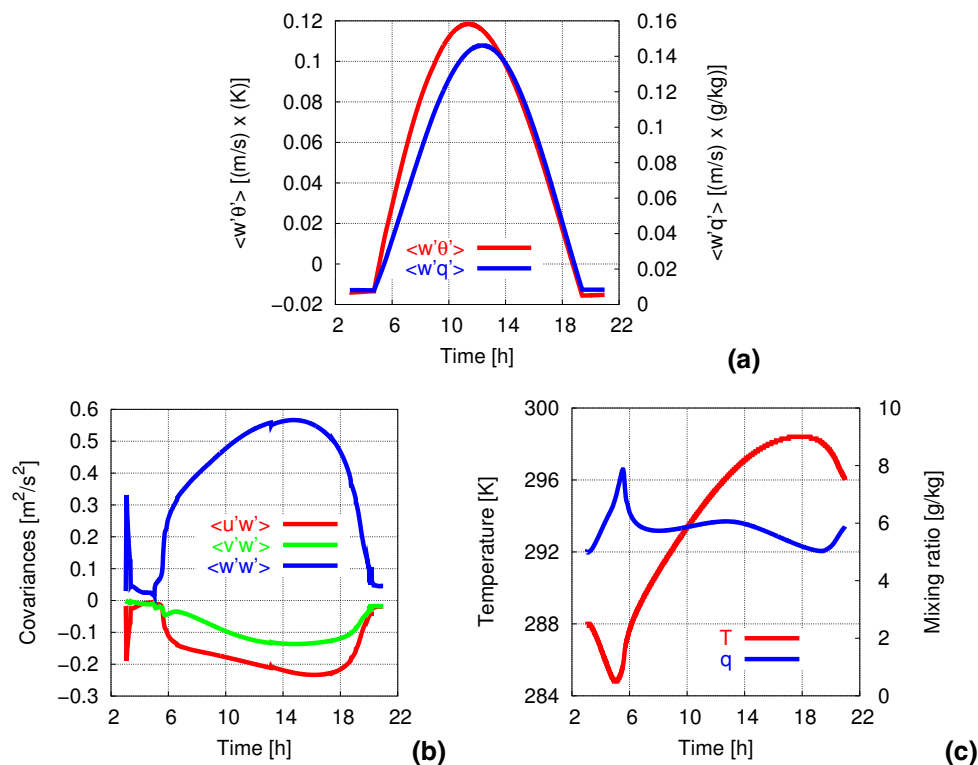 0.12
0.1
0.08
0.06
0.04
0.02
0
−0.02
<w'θ'> [(m/s) x (K)]
0.16
0.14
0.12
0.1
0.08
0.06
0.04
0.02
0
<w'q'> [(m/s) x (g/kg)]
<w'θ'>
<w'q'>
2 6 10 14 18 22
Time [h]
(a)
0.6
0.5
0.4
0.3
0.2
0.1
0
−0.1
−0.2
−0.3
Covariances [m²/s²]
<u'w'>
<v'w'>
<w'w'>
2 6 10 14 18 22
Time [h]
(b)
300
296
292
288
284
Temperature [K]
10
8
6
4
2
0
Mixing ratio [g/kg]
T
q
2 6 10 14 18 22
Time [h]
(c)